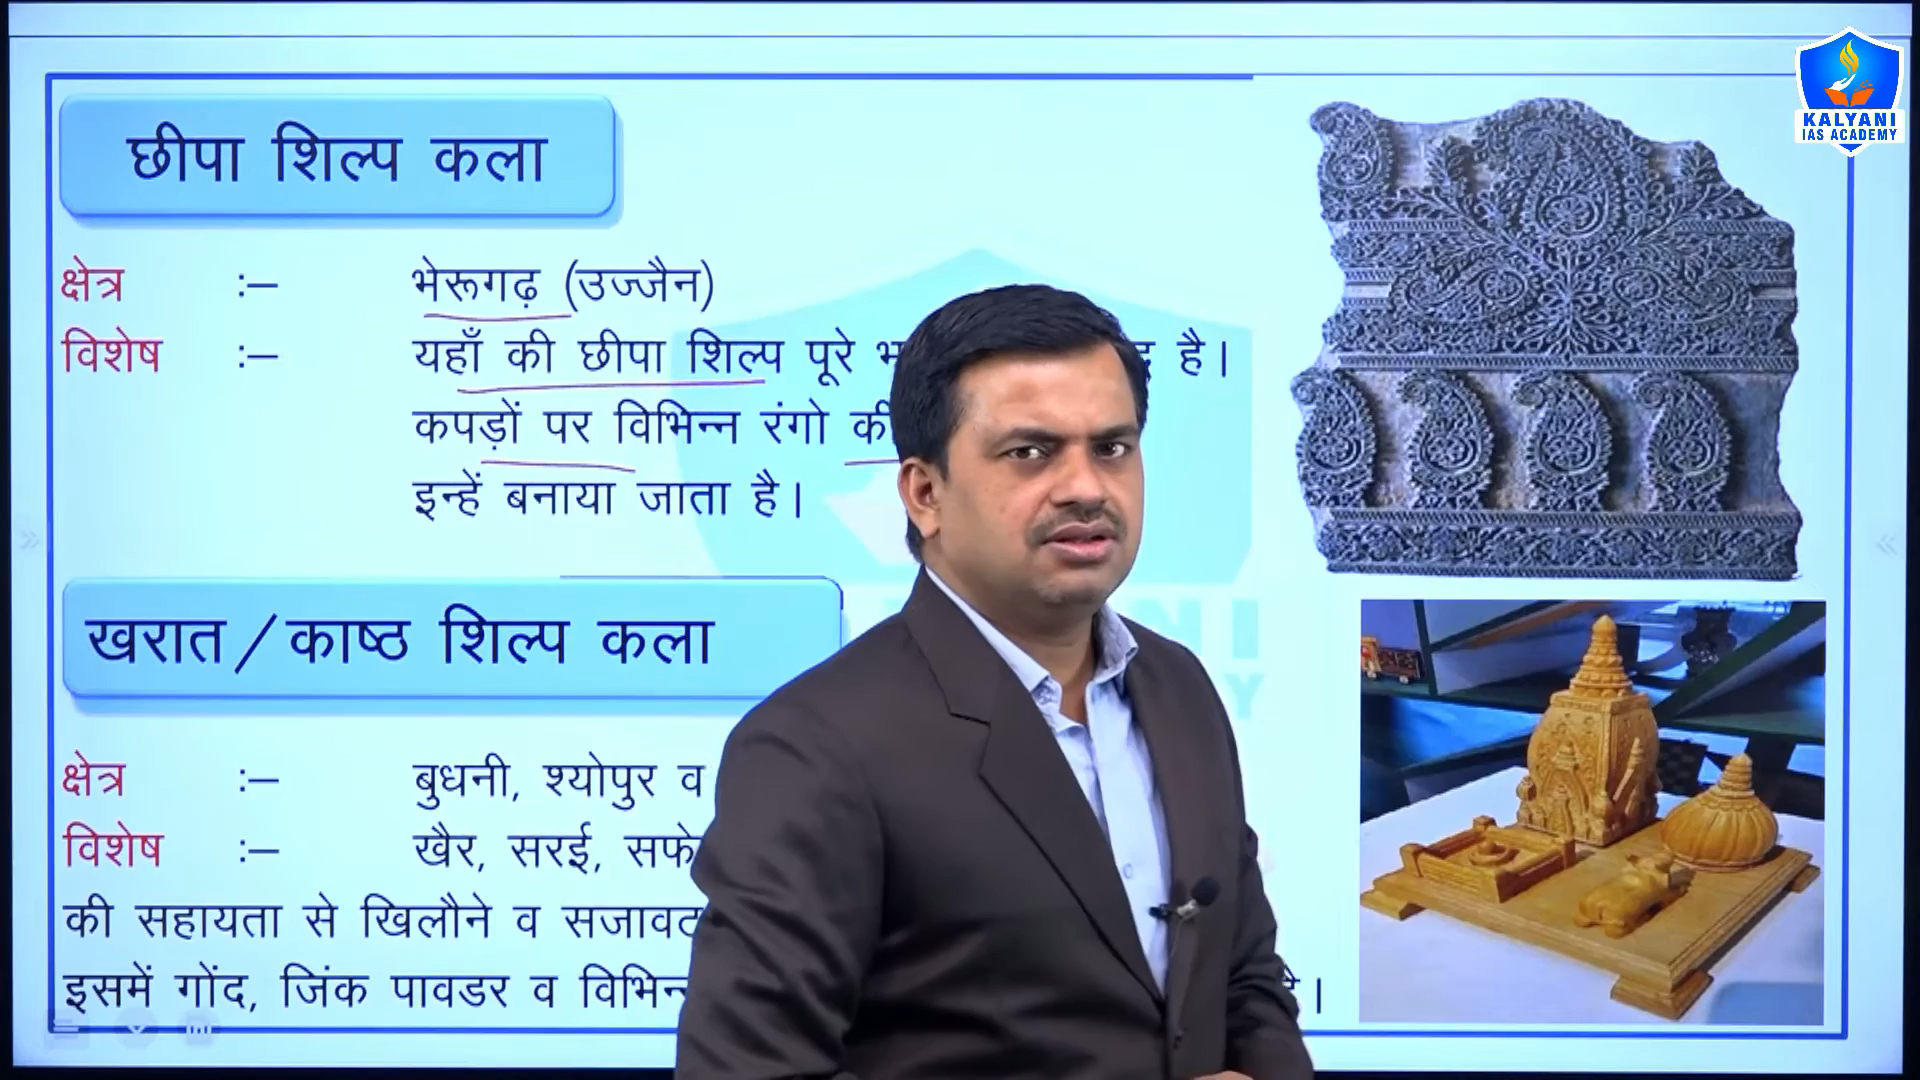 KALYANI
IAS ACADEMY
छीपा शिल्प कला
क्षेत्र :– भेरूगढ़ (उज्जैन)
विशेष :– यहाँ की छीपा शिल्प पूरे है।
कपड़ों पर विभिन्न रंगो की
इन्हें बनाया जाता है।
खरात/काष्ठ शिल्प कला
क्षेत्र :– बुधनी, श्योपुर व
विशेष :– खैर, सरई,
की सहायता से खिलौने व
इसमें गोंद, जिंक पावडर व